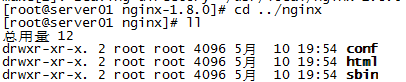 [root@server01 nginx-1.8.0]# cd ../nginx
[root@server01 nginx]# ll
总用量 12
drwxr-xr-x. 2 root root 4096 5月  10 19:54 conf
drwxr-xr-x. 2 root root 4096 5月  10 19:54 html
drwxr-xr-x. 2 root root 4096 5月  10 19:54 sbin